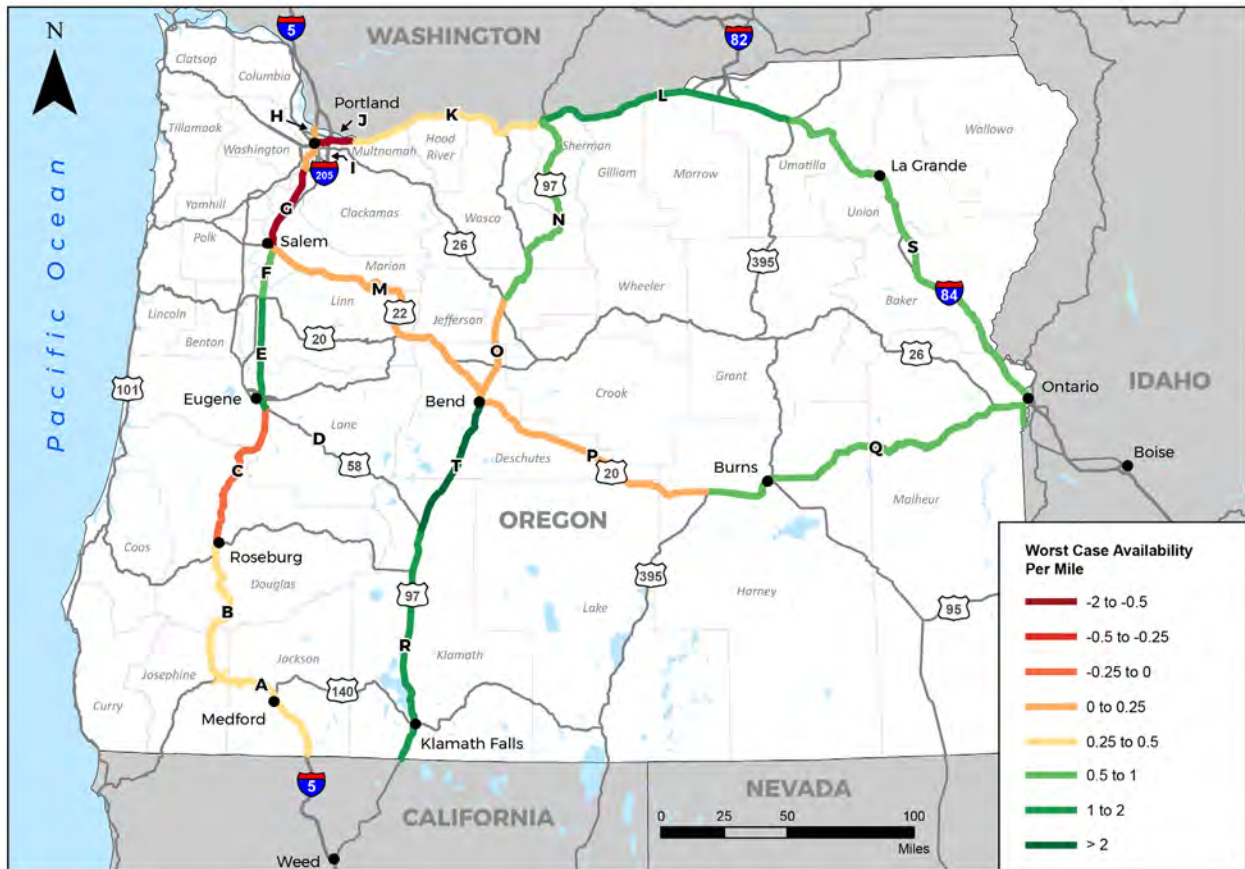 N
5
WASHINGTON
82
Clatsop
Columbia
Portland
H
J
K
L
Tillamook
Washington
Multnomah
Hood
River
Sherman
Wallowa
I
205
97
Gilliam
Morrow
Umatilla
La Grande
Yamhill
G
Clackamas
Wasco
N
Union
Polk
Salem
26
S
F
Marion
395
M
Linn
22
Jefferson
Wheeler
Baker
84
Lincoln
Benton
20
E
O
26
101
Eugene
Bend
Crook
Grant
Ontario
IDAHO
D
Lane
58
T
Deschutes
P
20
Burns
Q
Boise
C
Malheur
OREGON
Coos
Roseburg
Douglas
97
395
Harney
95
B
R
Lake
Klamath
Josephine
Jackson
A
140
Curry
Medford
Klamath Falls
5
CALIFORNIA
NEVADA
Weed
Pacific Ocean
0 25 50 100
Miles
Worst Case Availability
Per Mile
-2 to -0.5
-0.5 to -0.25
-0.25 to 0
0 to 0.25
0.25 to 0.5
0.5 to 1
1 to 2
> 2